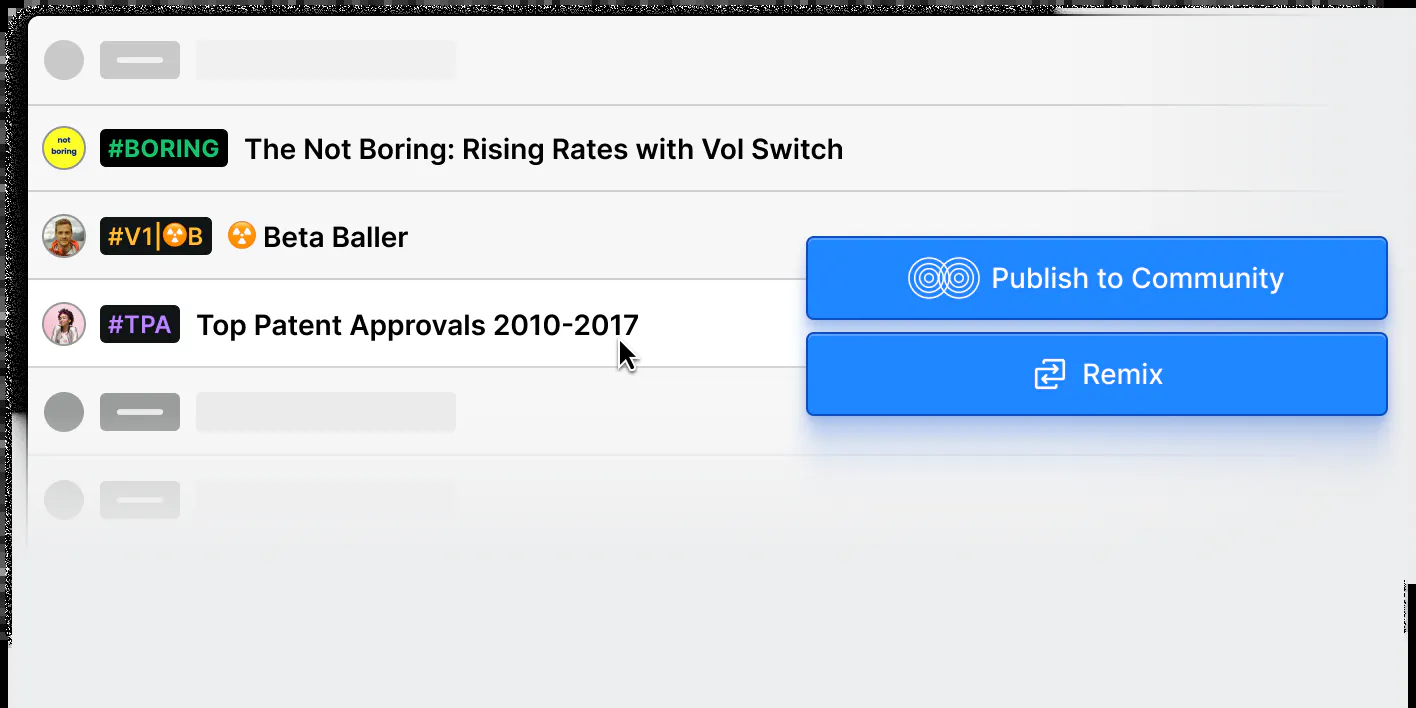 not
boring
#BORING The Not Boring: Rising Rates with Vol Switch
#V1|☢B ☢ Beta Baller
#TPA Top Patent Approvals 2010-2017
Publish to Community
Remix